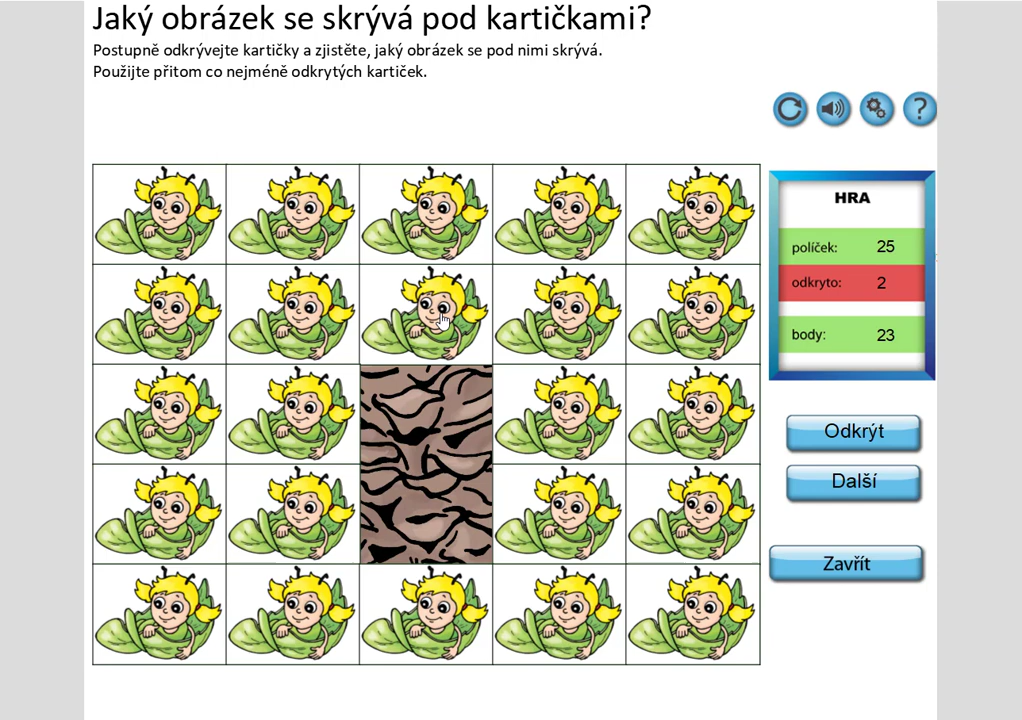 Jaký obrázek se skrývá pod kartičkami?
Postupně odkrývejte kartičky a zjistěte, jaký obrázek se pod nimi skrývá.
Použijte přitom co nejméně odkrytých kartiček.
?
HRA
políček: 25
odkryto: 2
body: 23
Odkrýt
Další
Zavřít